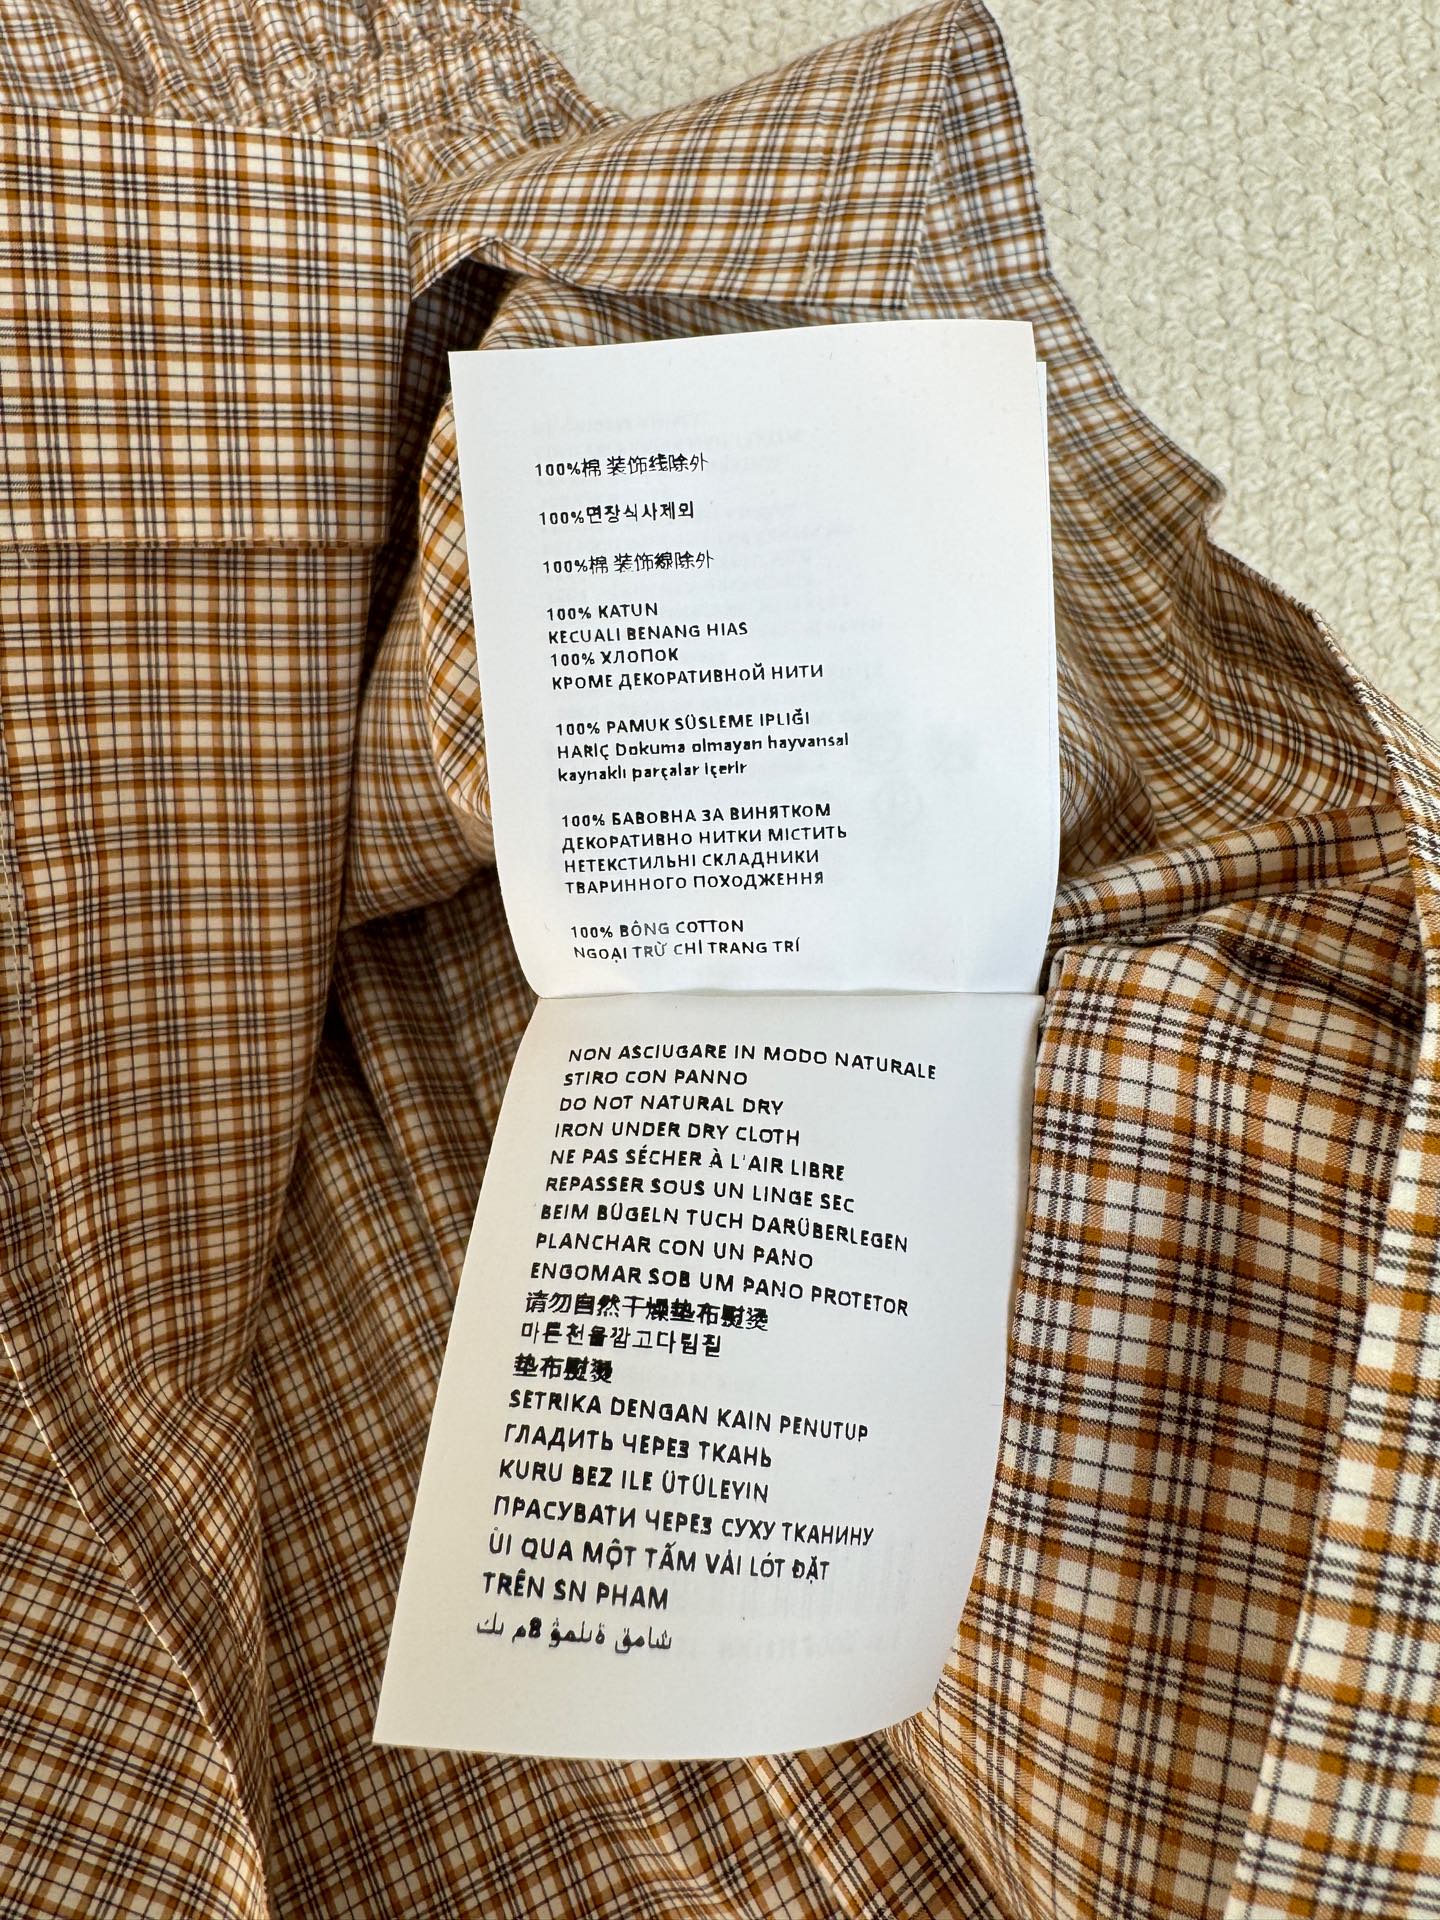 100%棉 装饰线除外
100%면장식사제외
100%棉 装饰線除外
100% KATUN
KECUALI BENANG HIAS
100% ХЛОПОК
КРОМЕ ДЕКОРАТИВНОЙ НИТИ
100% PAMUK SÜSLEME IPLIĞI
HARİÇ Dokuma olmayan hayvansal
kaynaklı parçalar içerir
100% БАВОВНА ЗА ВИНЯТКОМ
ДЕКОРАТИВНО НИТКИ МІСТИТЬ
НЕТЕКСТИЛЬНІ СКЛАДНИКИ
ТВАРИННОГО ПОХОДЖЕННЯ
100% BÔNG COTTON
NGOẠI TRỪ CHỈ TRANG TRÍ
NON ASCIUGARE IN MODO NATURALE
STIRO CON PANNO
DO NOT NATURAL DRY
IRON UNDER DRY CLOTH
NE PAS SÉCHER À L'AIR LIBRE
REPASSER SOUS UN LINGE SEC
BEIM BÜGELN TUCH DARÜBERLEGEN
PLANCHAR CON UN PANO
ENGOMAR SOB UM PANO PROTETOR
请勿自然干燥垫布熨烫
마른천을깔고다림질
垫布熨燙
SETRIKA DENGAN KAIN PENUTUP
ГЛАДИТЬ ЧЕРЕЗ ТКАНЬ
KURU BEZ ILE ÜTÜLEYIN
ПРАСУВАТИ ЧЕРЕЗ СУХУ ТКАНИНУ
ỦI QUA MỘT TẤM VẢI LÓT ĐẶT
TRÊN SN PHAM